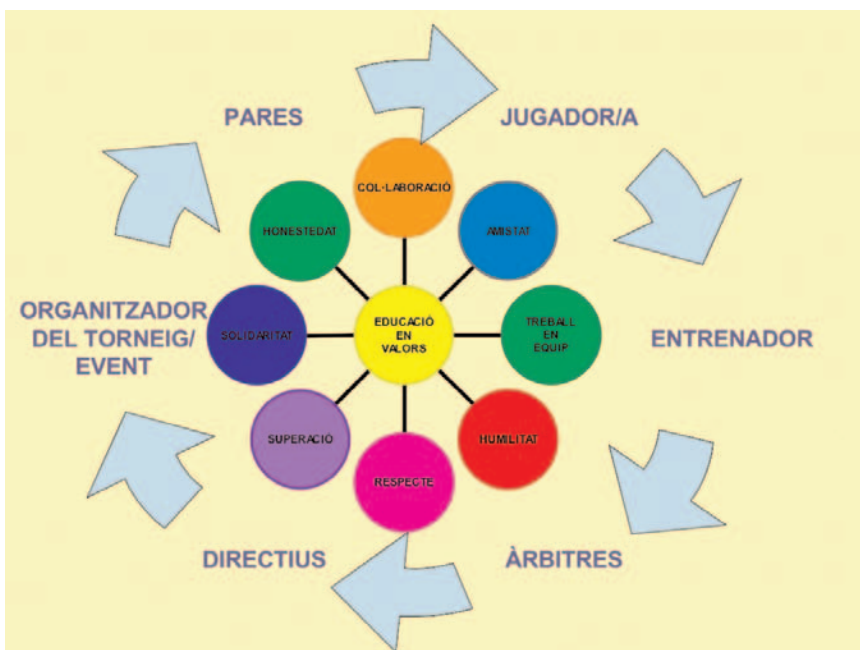 PARES
JUGADOR/A
COL·LABORACIÓ
HONESTEDAT
AMISTAT
ORGANITZADOR
DEL TORNEIG/
EVENT
SOLIDARITAT
EDUCACIÓ
EN
VALORS
TREBALL
EN
EQUIP
ENTRENADOR
SUPERACIÓ
HUMILITAT
RESPECTE
DIRECTIUS
ÀRBITRES